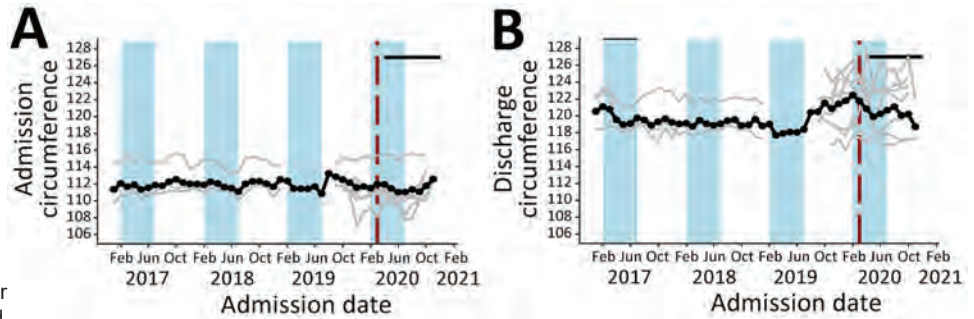 A
Admission circumference
128
126
124
122
120
118
116
114
112
110
108
106
Feb Jun Oct Feb Jun Oct Feb Jun Oct Feb Jun Oct Feb
2017 2018 2019 2020 2021
Admission date
B
Discharge circumference
128
126
124
122
120
118
116
114
112
110
108
106
Feb Jun Oct Feb Jun Oct Feb Jun Oct Feb Jun Oct Feb
2017 2018 2019 2020 2021
Admission date